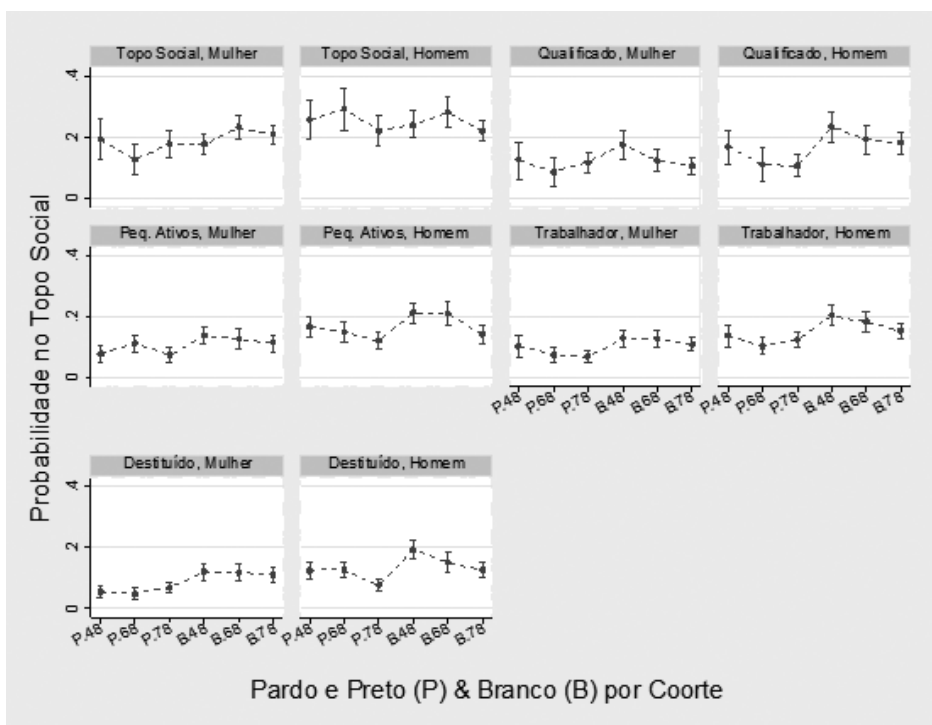 Topo Social, Mulher
Topo Social, Homem
Qualificado, Mulher
Qualificado, Homem
.4
.2
0
Peq. Ativos, Mulher
Peq. Ativos, Homem
Trabalhador, Mulher
Trabalhador, Homem
.4
.2
0
P.48 P.68 P.78 B.48 B.68 B.78
P.48 P.68 P.78 B.48 B.68 B.78
Destituído, Mulher
Destituído, Homem
.4
.2
0
P.48 P.68 P.78 B.48 B.68 B.78
P.48 P.68 P.78 B.48 B.68 B.78
Probabilidade no Topo Social
Pardo e Preto (P) & Branco (B) por Coorte